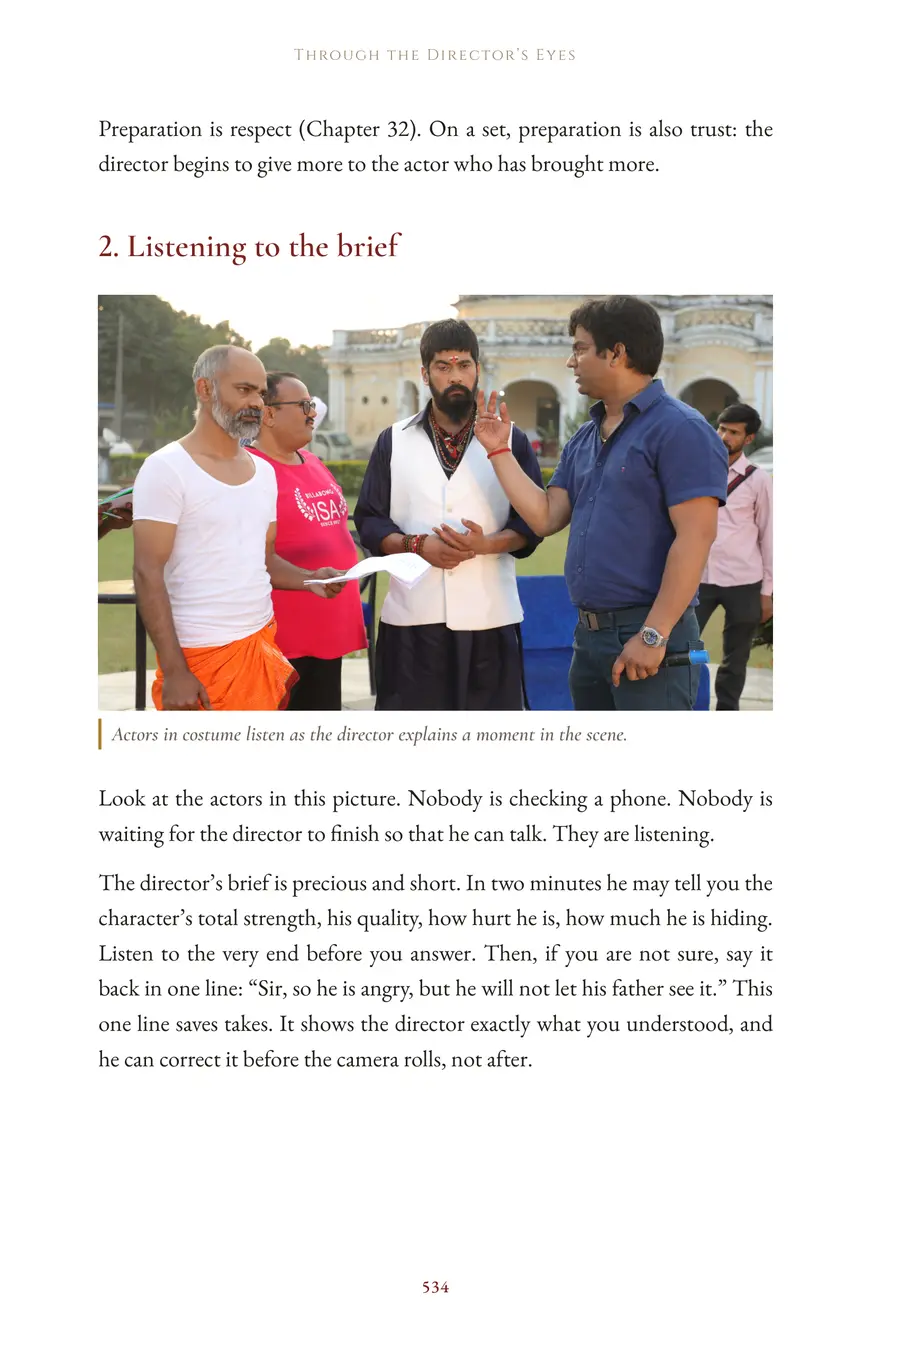 Through the Director’s Eyes
Preparation is respect (Chapter 32). On a set, preparation is also trust: the
director begins to give more to the actor who has brought more.
2. Listening to the brief
BILLABONG
ISA
SINCE 1973
Actors in costume listen as the director explains a moment in the scene.
Look at the actors in this picture. Nobody is checking a phone. Nobody is
waiting for the director to finish so that he can talk. They are listening.
The director’s brief is precious and short. In two minutes he may tell you the
character’s total strength, his quality, how hurt he is, how much he is hiding.
Listen to the very end before you answer. Then, if you are not sure, say it
back in one line: “Sir, so he is angry, but he will not let his father see it.” This
one line saves takes. It shows the director exactly what you understood, and
he can correct it before the camera rolls, not after.
534